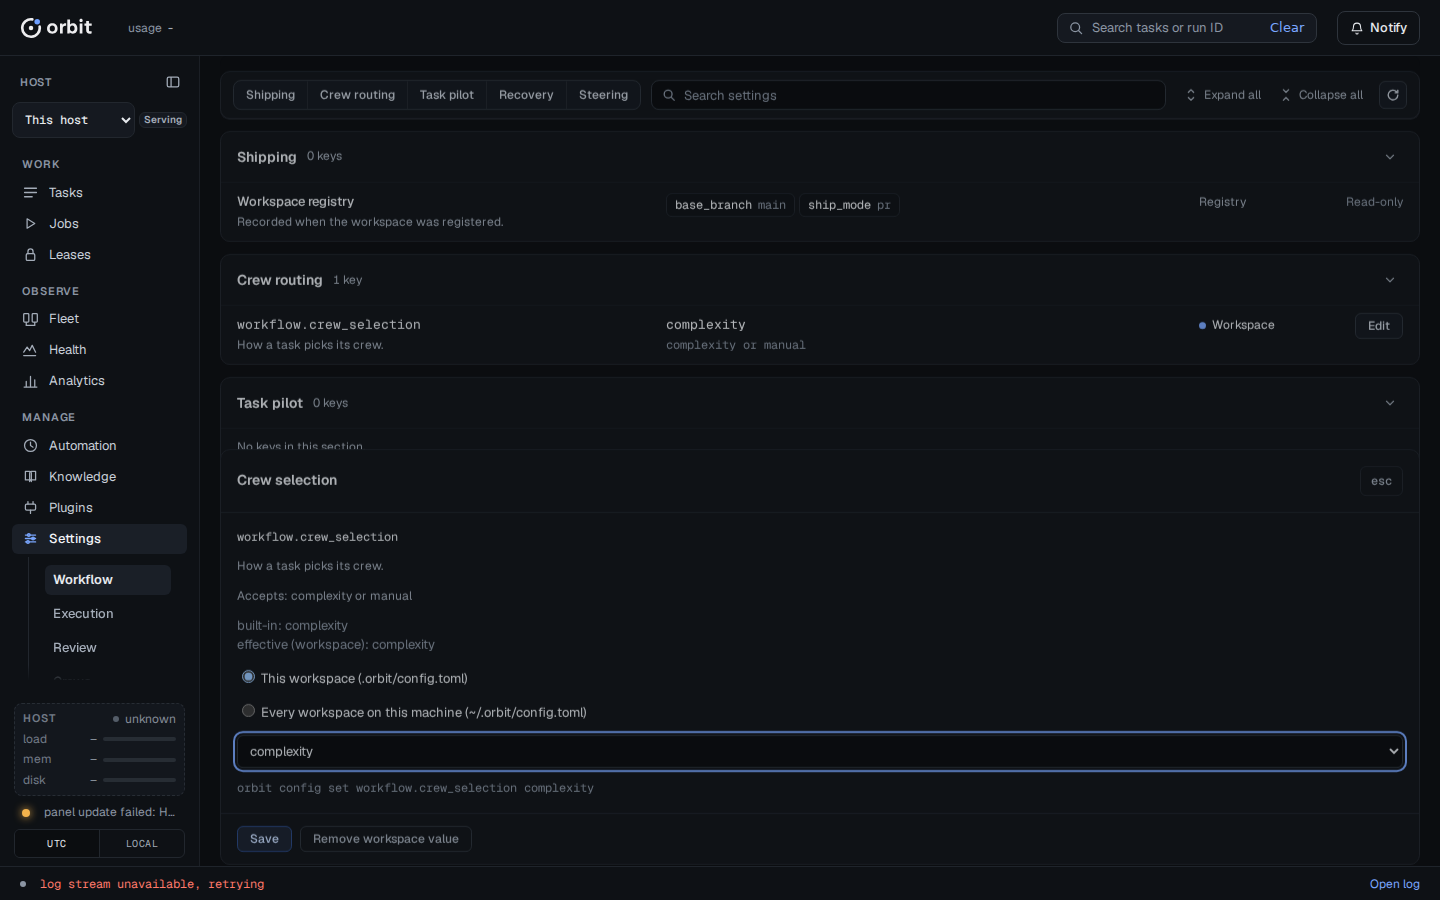 orbit
usage -
Search tasks or run ID
Clear
Notify
HOST
This host
Serving
WORK
Tasks
Jobs
Leases
OBSERVE
Fleet
Health
Analytics
MANAGE
Automation
Knowledge
Plugins
Settings
Workflow
Execution
Review
HOST
unknown
load –
mem –
disk –
panel update failed: H…
UTC
LOCAL
Shipping
Crew routing
Task pilot
Recovery
Steering
Search settings
Expand all
Collapse all
Shipping 0 keys
Workspace registry
base_branch main
ship_mode pr
Registry
Read-only
Recorded when the workspace was registered.
Crew routing 1 key
workflow.crew_selection
complexity
Workspace
Edit
How a task picks its crew.
complexity or manual
Task pilot 0 keys
No keys in this section
Crew selection
esc
workflow.crew_selection
How a task picks its crew.
Accepts: complexity or manual
built-in: complexity
effective (workspace): complexity
This workspace (.orbit/config.toml)
Every workspace on this machine (~/.orbit/config.toml)
complexity
orbit config set workflow.crew_selection complexity
Save
Remove workspace value
log stream unavailable, retrying
Open log